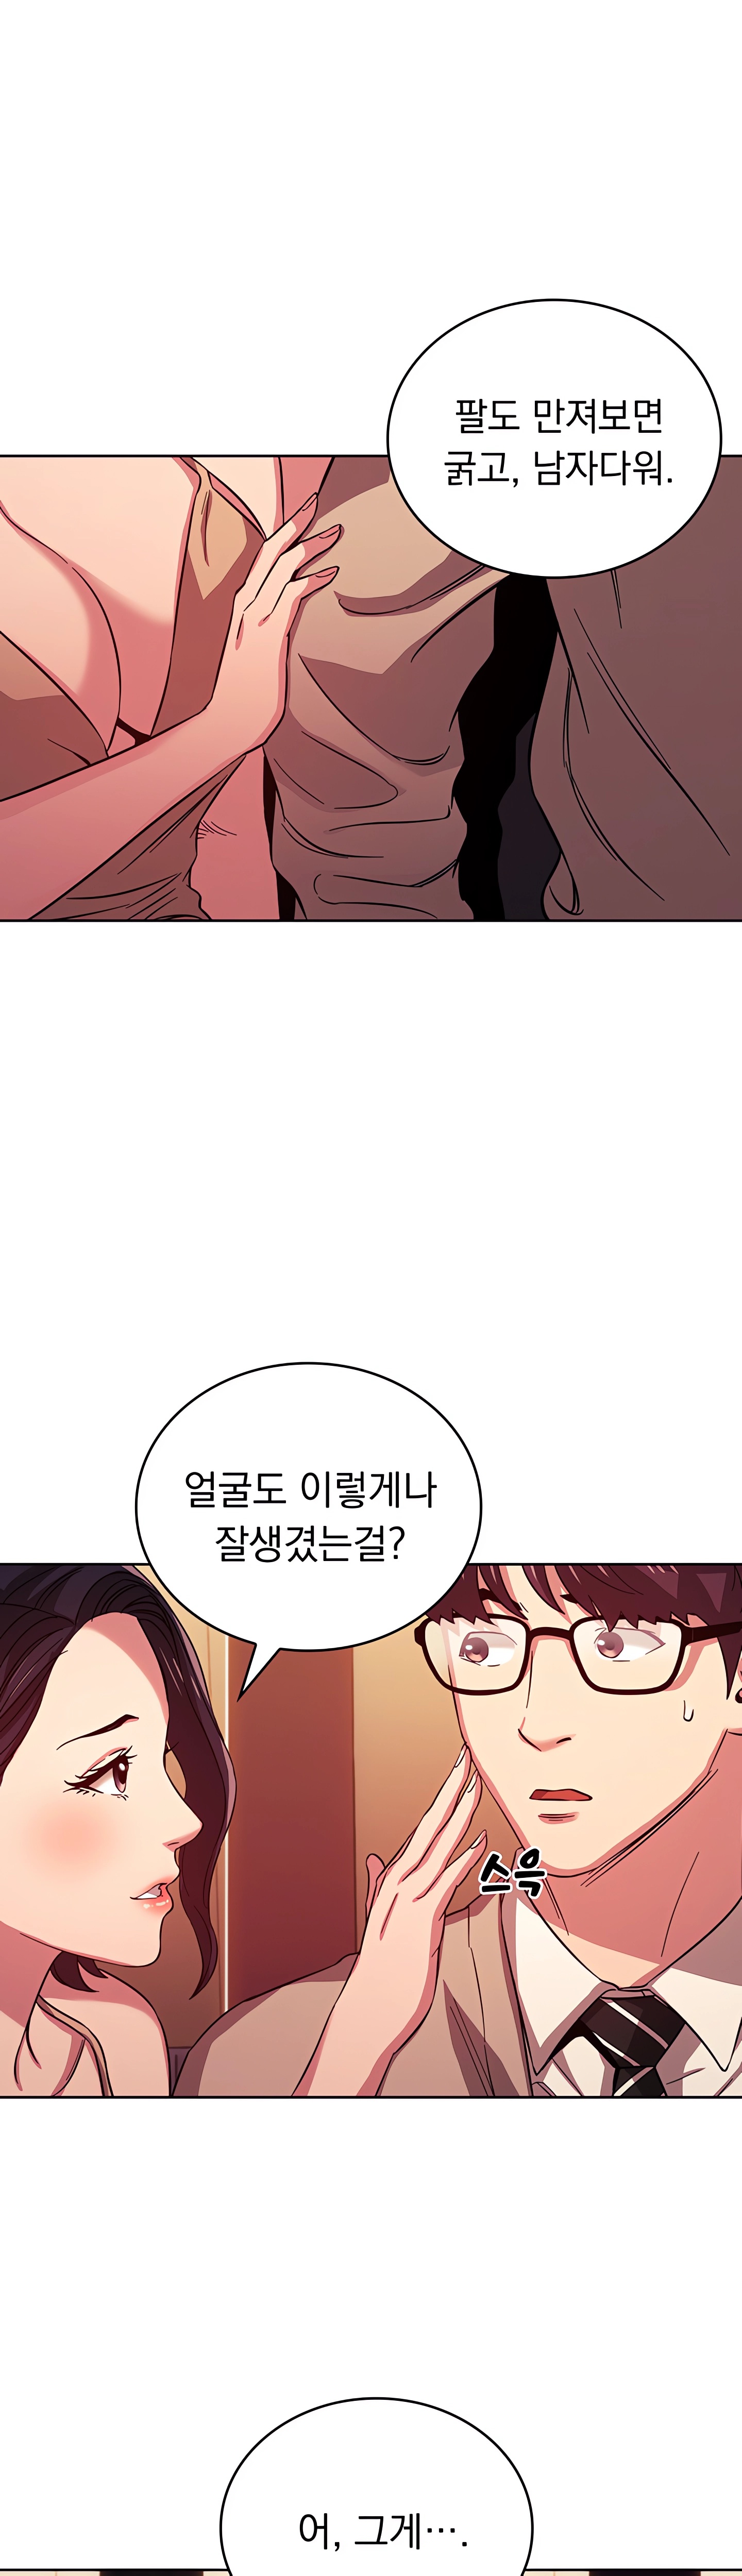 팔도 만져보면
굵고, 남자다워.
얼굴도 이렇게나
잘생겼는걸?
스윽
어, 그게….